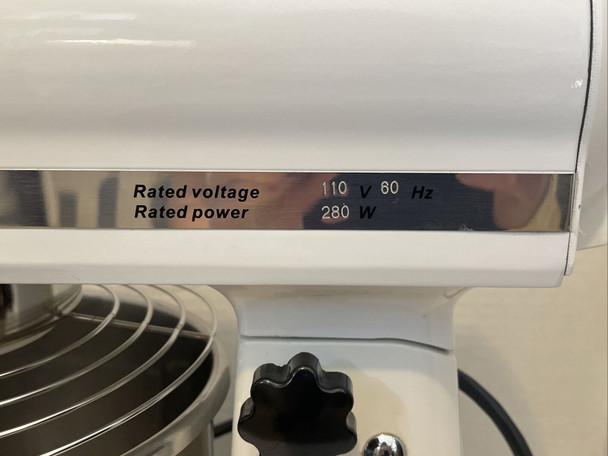 Rated voltage 110 V 60 Hz
Rated power 280 W